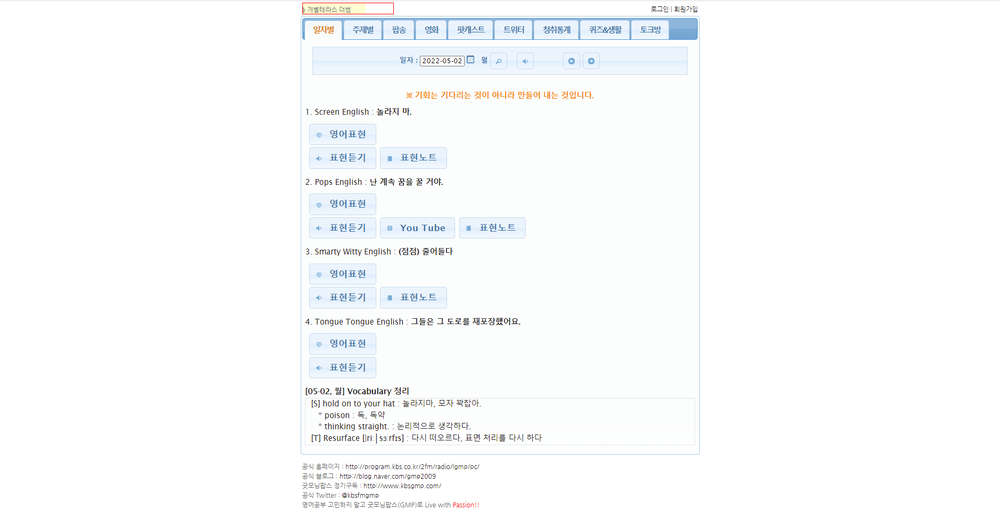 개별테라스 더썸
로그인 | 회원가입
일자별 주제별 팝송 영화 팟캐스트 트위터 청취통계 퀴즈&생활 토크방
일자 : 2022-05-02 월
※ 기회는 기다리는 것이 아니라 만들어 내는 것입니다.
1. Screen English : 놀라지 마.
영어표현
표현듣기 표현노트
2. Pops English : 난 계속 꿈을 꿀 거야.
영어표현
표현듣기 You Tube 표현노트
3. Smarty Witty English : (점점) 줄어들다
영어표현
표현듣기 표현노트
4. Tongue Tongue English : 그들은 그 도로를 재포장했어요.
영어표현
표현듣기
[05-02, 월] Vocabulary 정리
[S] hold on to your hat : 놀라지마, 모자 꽉잡아.
* poison : 독, 독약
* thinking straight. : 논리적으로 생각하다.
[T] Resurface [|riː│sɜːrfɪs] : 다시 떠오르다, 표면 처리를 다시 하다
공식 홈페이지 : http://program.kbs.co.kr/2fm/radio/lgmp/pc/
공식 블로그 : http://blog.naver.com/gmp2009
굿모닝팝스 정기구독 : http://www.kbsgmp.com/
공식 Twitter : @kbsfmgmp
영어공부 고민하지 말고 굿모닝팝스(GMP)로 Live with Passion!!